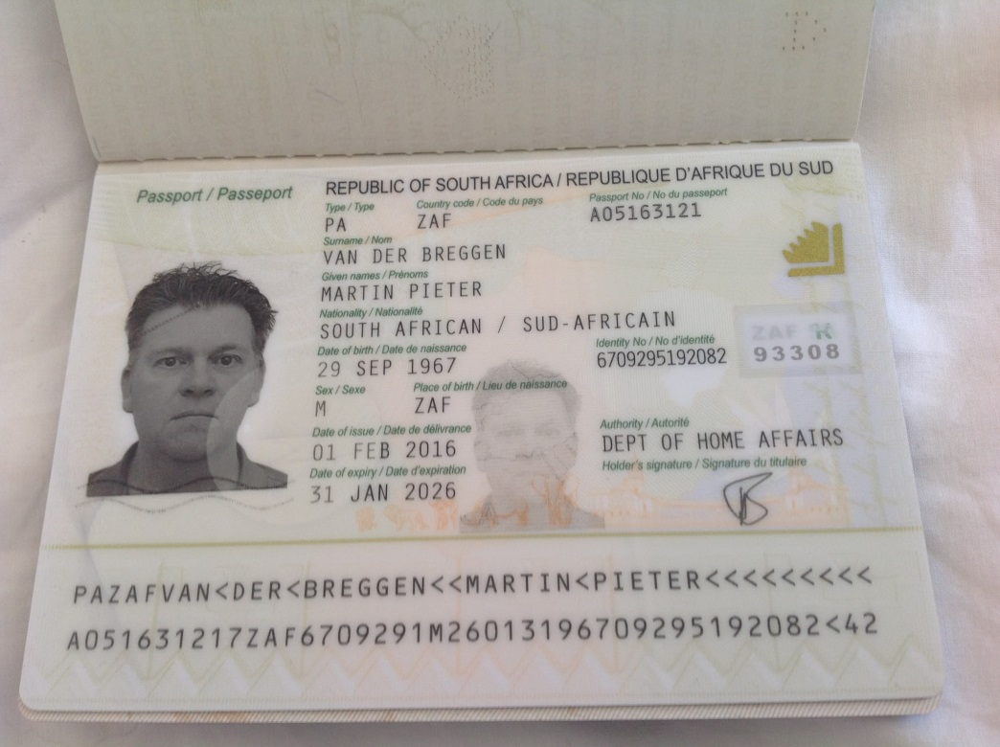 Passport / Passeport
REPUBLIC OF SOUTH AFRICA / REPUBLIQUE D'AFRIQUE DU SUD
Type / Type Country code / Code du pays Passport No / No du passeport
PA ZAF A05163121
Surname / Nom
VAN DER BREGGEN
Given names / Prénoms
MARTIN PIETER
Nationality / Nationalité
SOUTH AFRICAN / SUD-AFRICAIN
Date of birth / Date de naissance Identity No / No d'identité
29 SEP 1967 6709295192082
ZAF K
93308
Sex / Sexe Place of birth / Lieu de naissance
M ZAF
Date of issue / Date de délivrance Authority / Autorité
01 FEB 2016 DEPT OF HOME AFFAIRS
Date of expiry / Date d'expiration Holder's signature / Signature du titulaire
31 JAN 2026
PAZAFVAN<DER<BREGGEN<<MARTIN<PIETER<<<<<<<<<
A051631217ZAF6709291M26013196709295192082<42